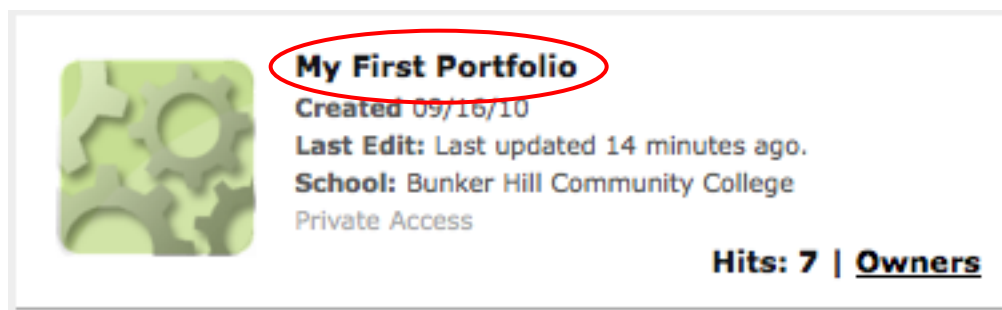 My First Portfolio
Created 09/16/10
Last Edit: Last updated 14 minutes ago.
School: Bunker Hill Community College
Private Access
Hits: 7 | Owners